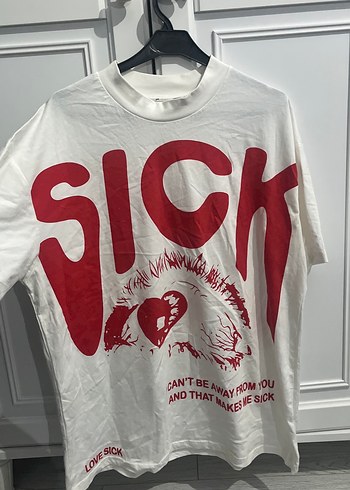 SICK
CAN'T BE AWAY FROM YOU
AND THAT MAKES ME SICK
LOVE SICK